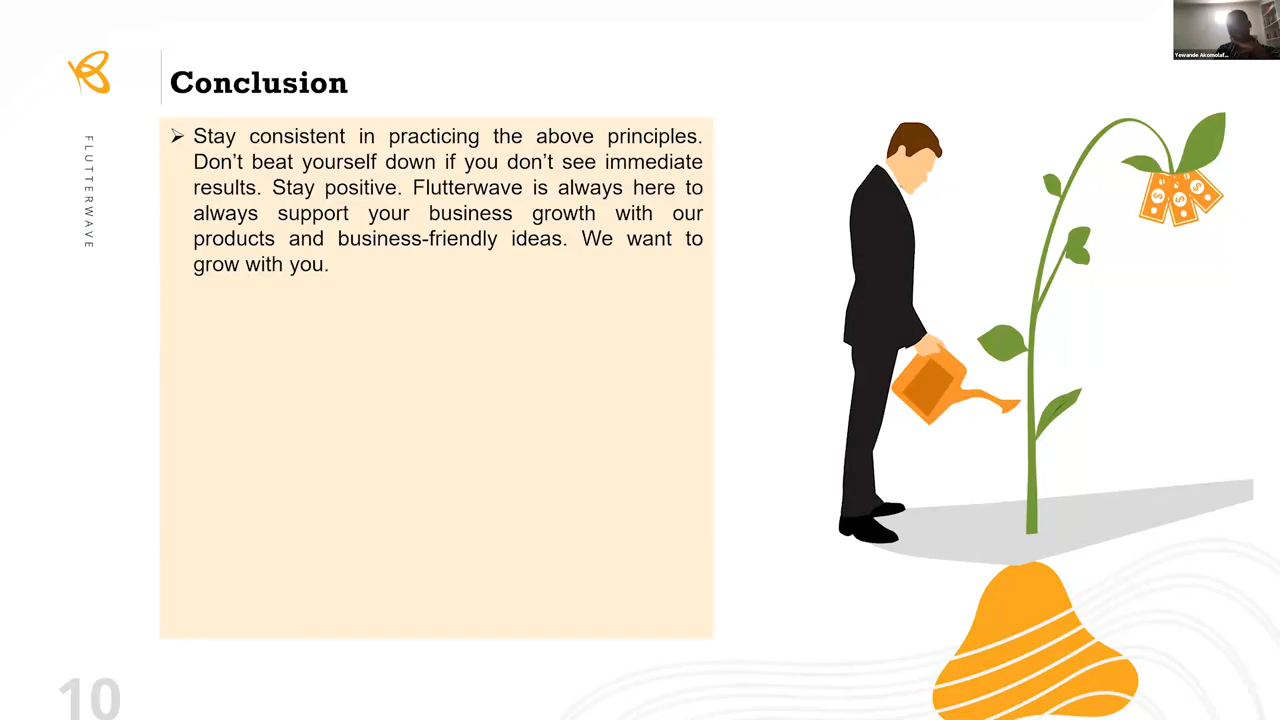 Conclusion
Stay consistent in practicing the above principles.
Don't beat yourself down if you don't see immediate
results. Stay positive. Flutterwave is always here to
always support your business growth with our
products and business-friendly ideas. We want to
grow with you.
FLUTTERWAVE
10
Yewande Akomolaf...